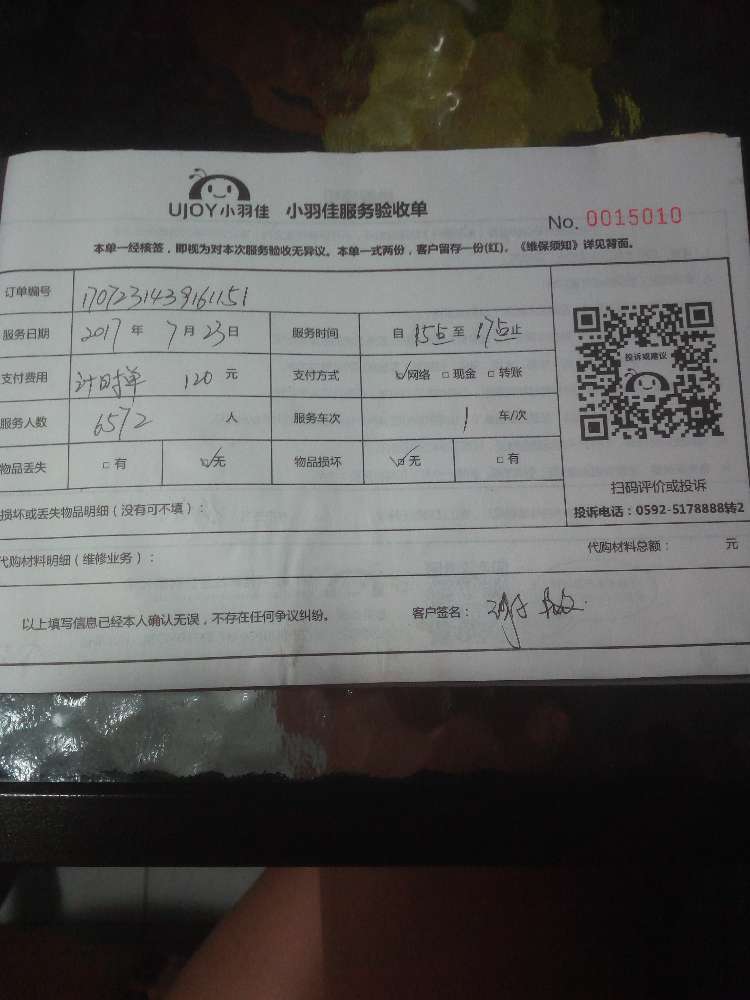 UJOY小羽佳 小羽佳服务验收单
No. 0015010
本单一经核签，即视为对本次服务验收无异议。本单一式两份，客户留存一份(红)，《维保须知》详见背面。
订单编号 1707231439161151
服务日期 2017 年 7 月 23 日 服务时间 自 15点 至 17点 止
支付费用 计时单 120 元 支付方式 网络 现金 转账
投诉或建议
服务人数 6572 人 服务车次 1 车/次
物品丢失 有 无 物品损坏 无 有
扫码评价或投诉
损坏或丢失物品明细（没有可不填）：
投诉电话：0592-5178888转2
代购材料明细（维修业务）：
代购材料总额： 元
以上填写信息已经本人确认无误，不存在任何争议纠纷。 客户签名：